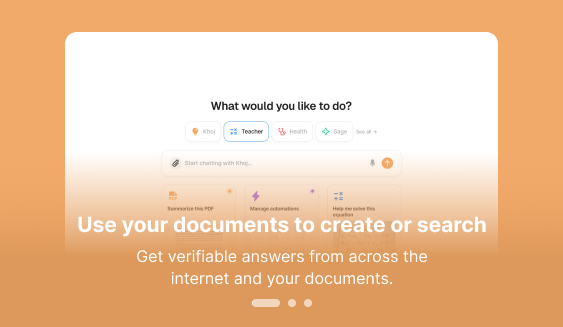 What would you like to do?
Khoj
Teacher
Health
Sage
See all →
Start chatting with Khoj...
Summarize this PDF
Manage automations
Help me solve this
equation
Use your documents to create or search
Get verifiable answers from across the
internet and your documents.